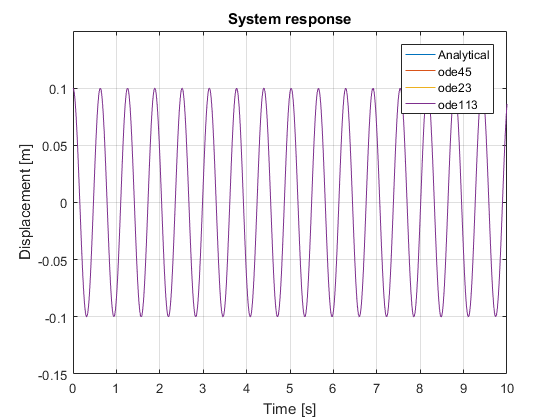 System response
Analytical
ode45
ode23
ode113
0.1
0.05
0
-0.05
-0.1
-0.15
Displacement [m]
0 1 2 3 4 5 6 7 8 9 10
Time [s]